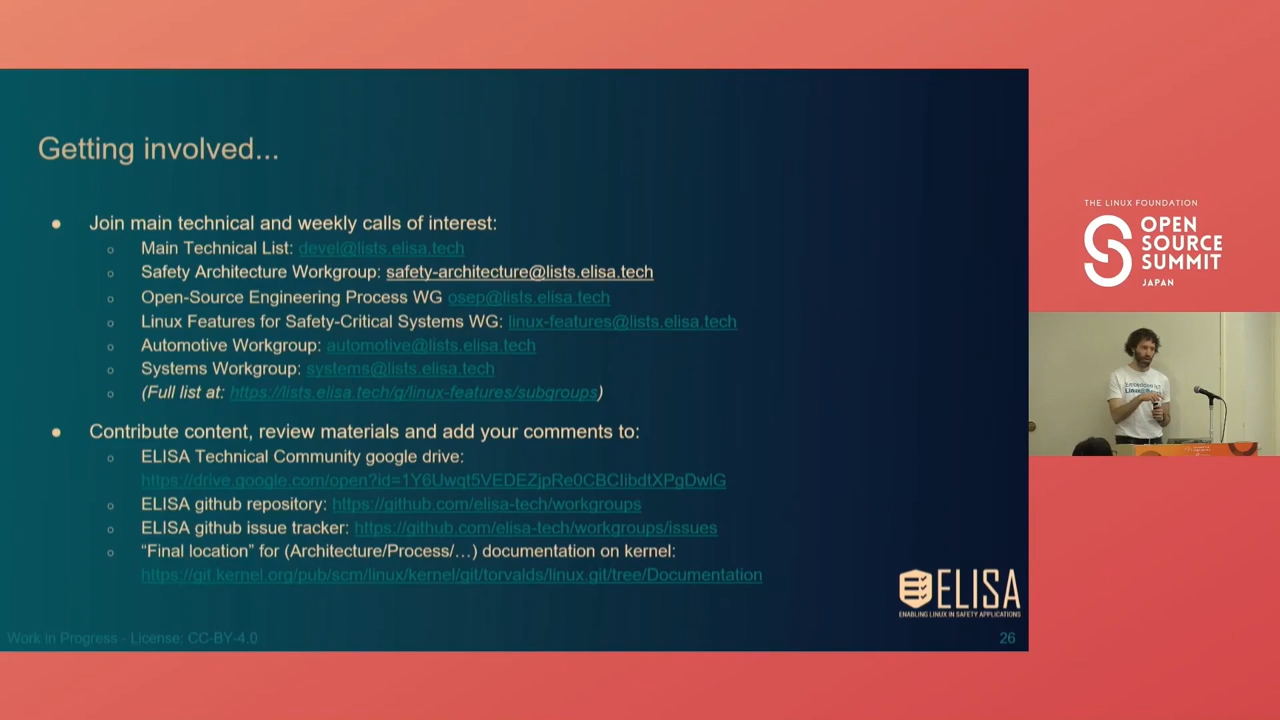 Getting involved...
● Join main technical and weekly calls of interest:
○ Main Technical List: devel@lists.elisa.tech
○ Safety Architecture Workgroup: safety-architecture@lists.elisa.tech
○ Open-Source Engineering Process WG osep@lists.elisa.tech
○ Linux Features for Safety-Critical Systems WG: linux-features@lists.elisa.tech
○ Automotive Workgroup: automotive@lists.elisa.tech
○ Systems Workgroup: systems@lists.elisa.tech
○ (Full list at: https://lists.elisa.tech/g/linux-features/subgroups)
● Contribute content, review materials and add your comments to:
○ ELISA Technical Community google drive:
○ ELISA github repository: https://github.com/elisa-tech/workgroups
○ ELISA github issue tracker: https://github.com/elisa-tech/workgroups/issues
○ “Final location” for (Architecture/Process/…) documentation on kernel:
https://git.kernel.org/pub/scm/linux/kernel/git/torvalds/linux.git/tree/Documentation
ELISA
ENABLING LINUX IN SAFETY APPLICATIONS
Work in Progress - License: CC-BY-4.0
26
THE LINUX FOUNDATION
OPEN
SOURCE
SUMMIT
JAPAN